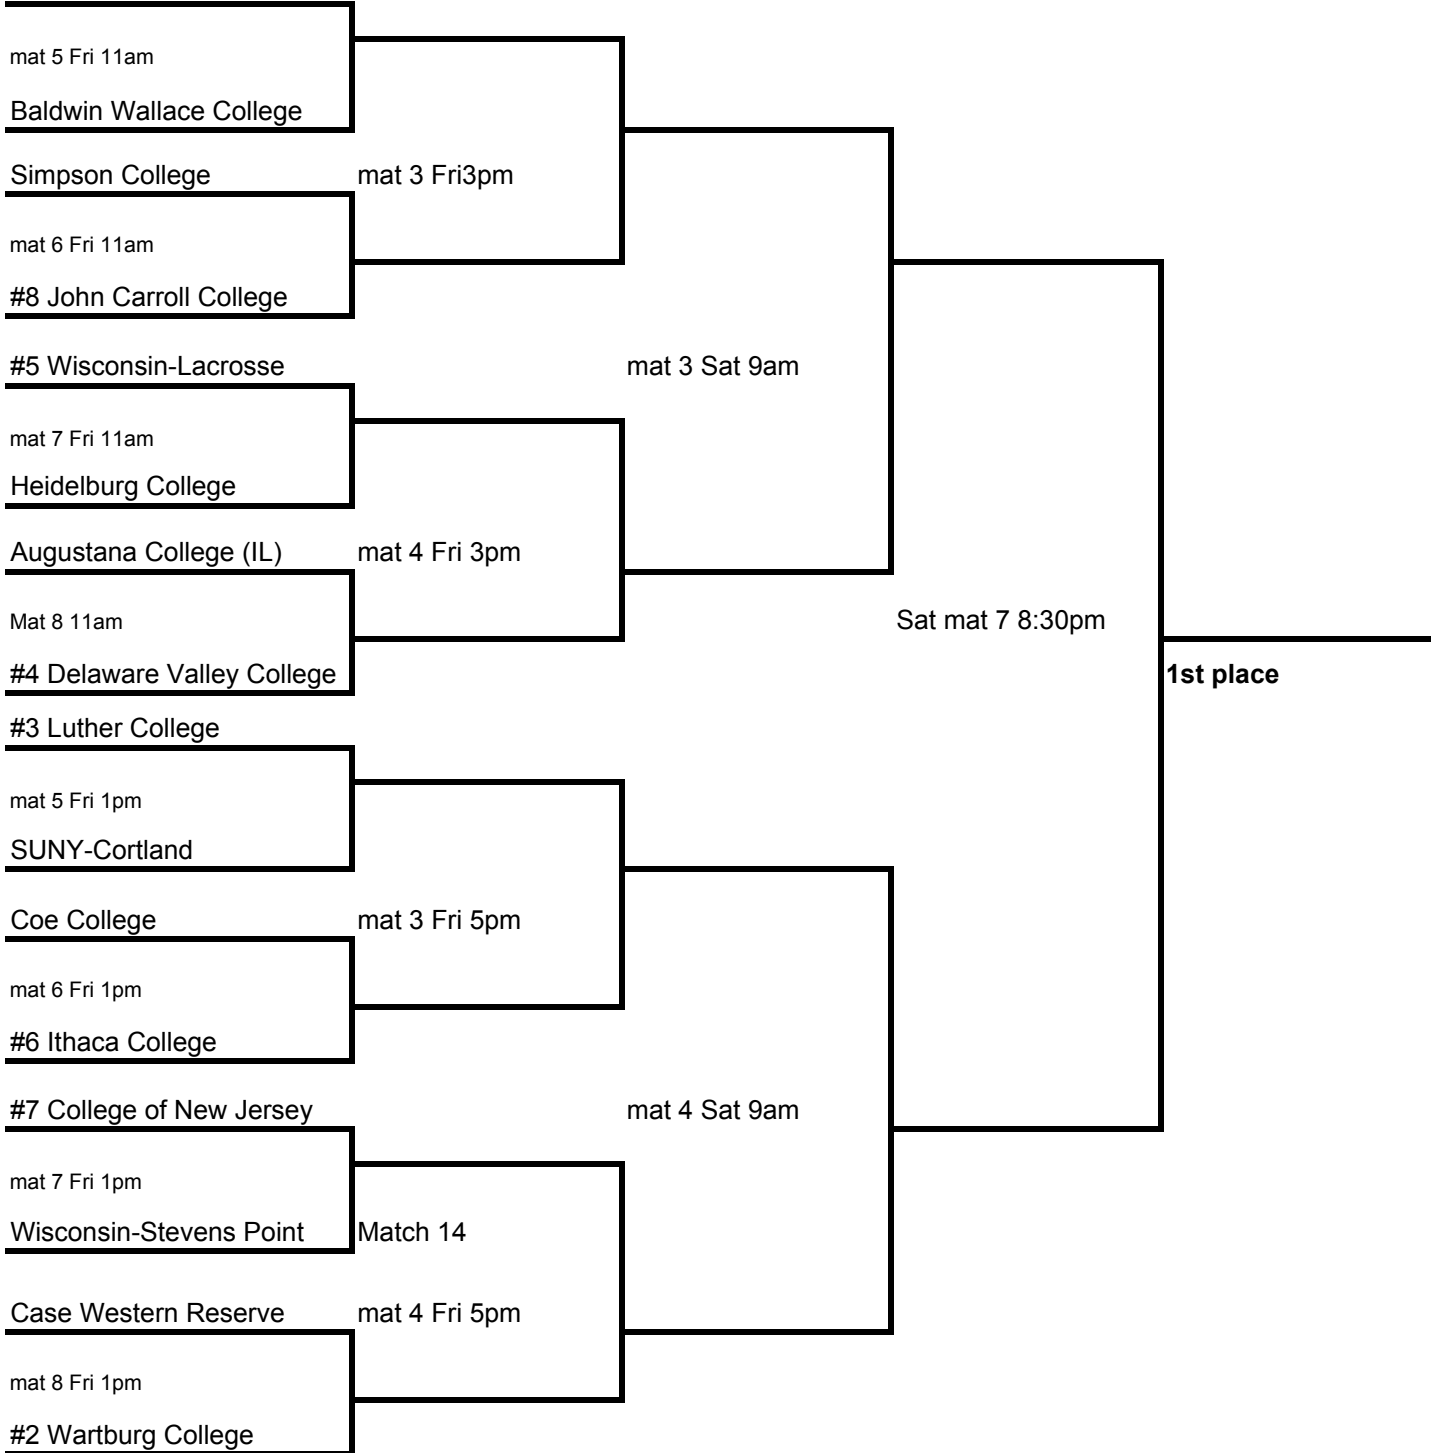 mat 5 Fri 11am
Baldwin Wallace College
Simpson College
mat 3 Fri3pm
mat 6 Fri 11am
#8 John Carroll College
#5 Wisconsin-Lacrosse
mat 3 Sat 9am
mat 7 Fri 11am
Heidelburg College
Augustana College (IL)
mat 4 Fri 3pm
Mat 8 11am
Sat mat 7 8:30pm
#4 Delaware Valley College
1st place
#3 Luther College
mat 5 Fri 1pm
SUNY-Cortland
Coe College
mat 3 Fri 5pm
mat 6 Fri 1pm
#6 Ithaca College
#7 College of New Jersey
mat 4 Sat 9am
mat 7 Fri 1pm
Wisconsin-Stevens Point
Match 14
Case Western Reserve
mat 4 Fri 5pm
mat 8 Fri 1pm
#2 Wartburg College